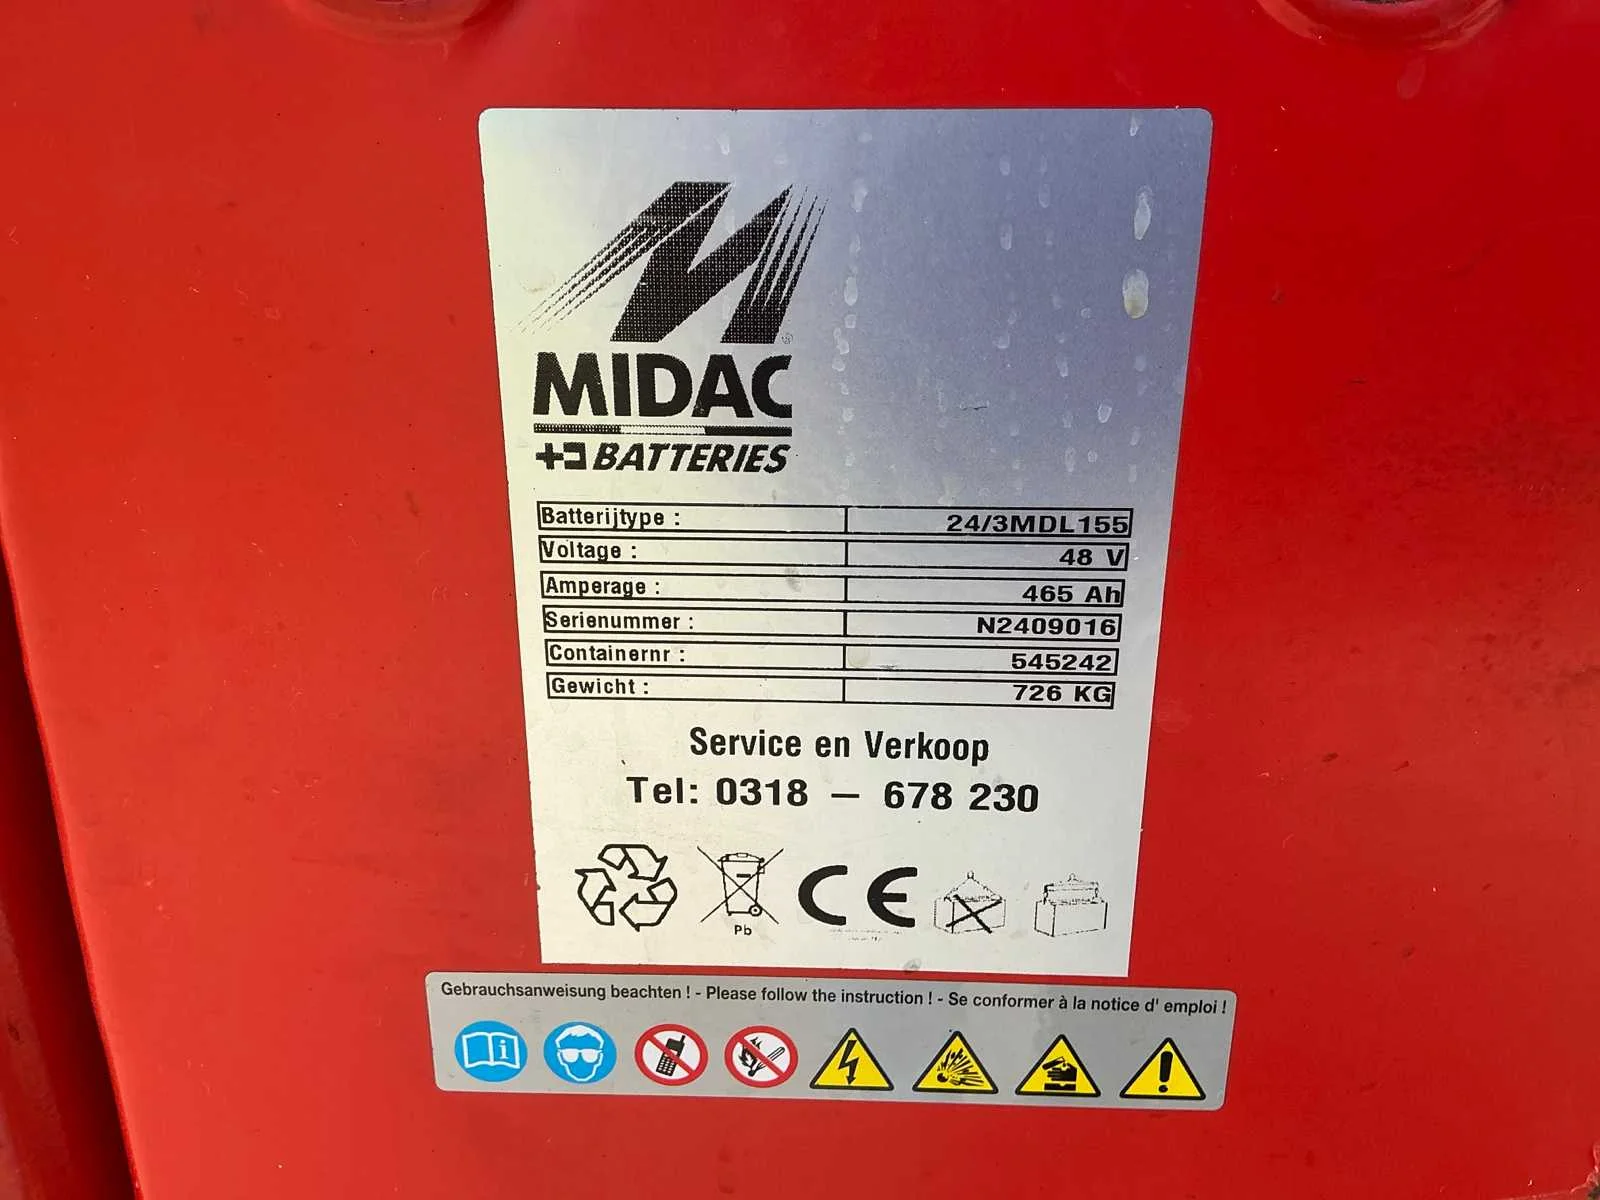 MIDAC
BATTERIES
Batterijtype : 24/3MDL155
Voltage : 48 V
Amperage : 465 Ah
Serienummer : N2409016
Containernr : 545242
Gewicht : 726 KG
Service en Verkoop
Tel: 0318 – 678 230
Pb
CE
Gebrauchsanweisung beachten ! - Please follow the instruction ! - Se conformer à la notice d' emploi !